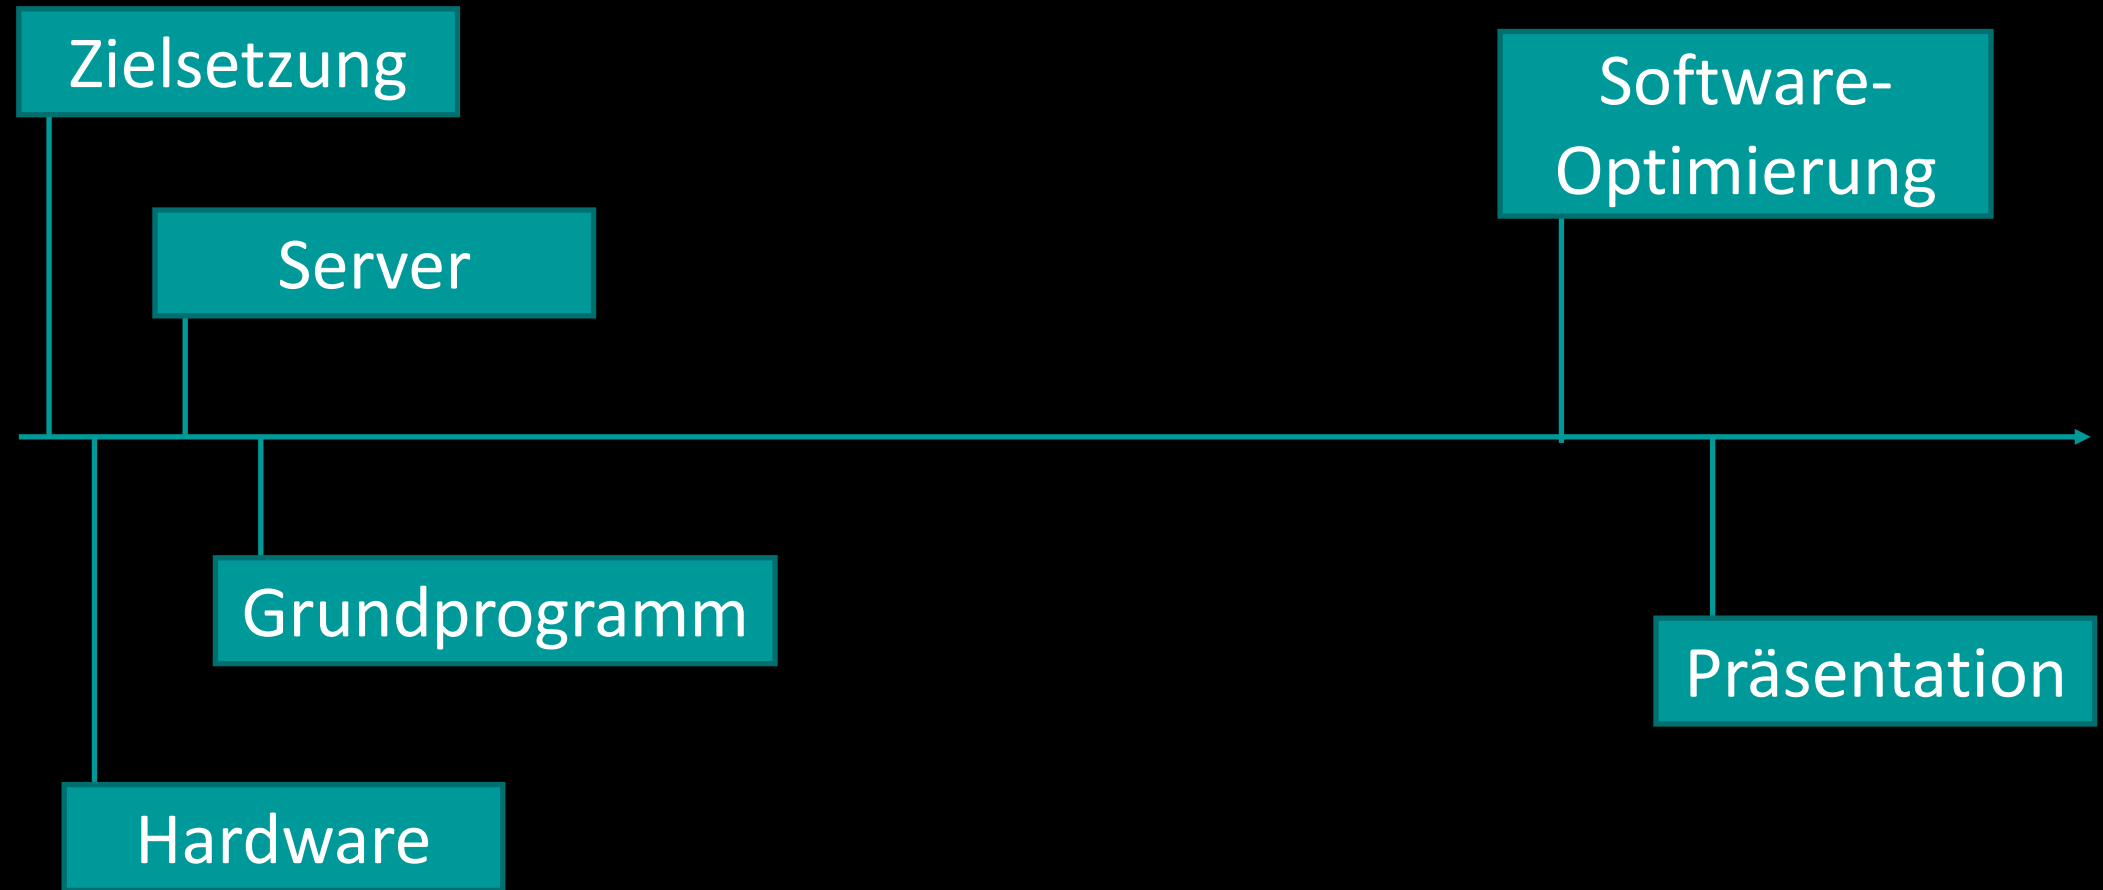 Zielsetzung
Software-
Optimierung
Server
Grundprogramm
Präsentation
Hardware